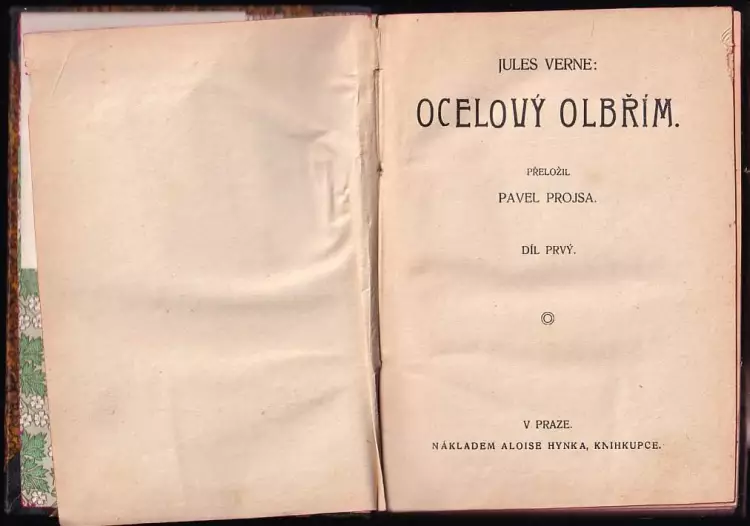 JULES VERNE:
OCELOVÝ OLBŘÍM.
PŘELOŽIL
PAVEL PROJSA.
DÍL PRVÝ.
V PRAZE.
NÁKLADEM ALOISE HYNKA, KNIHKUPCE.